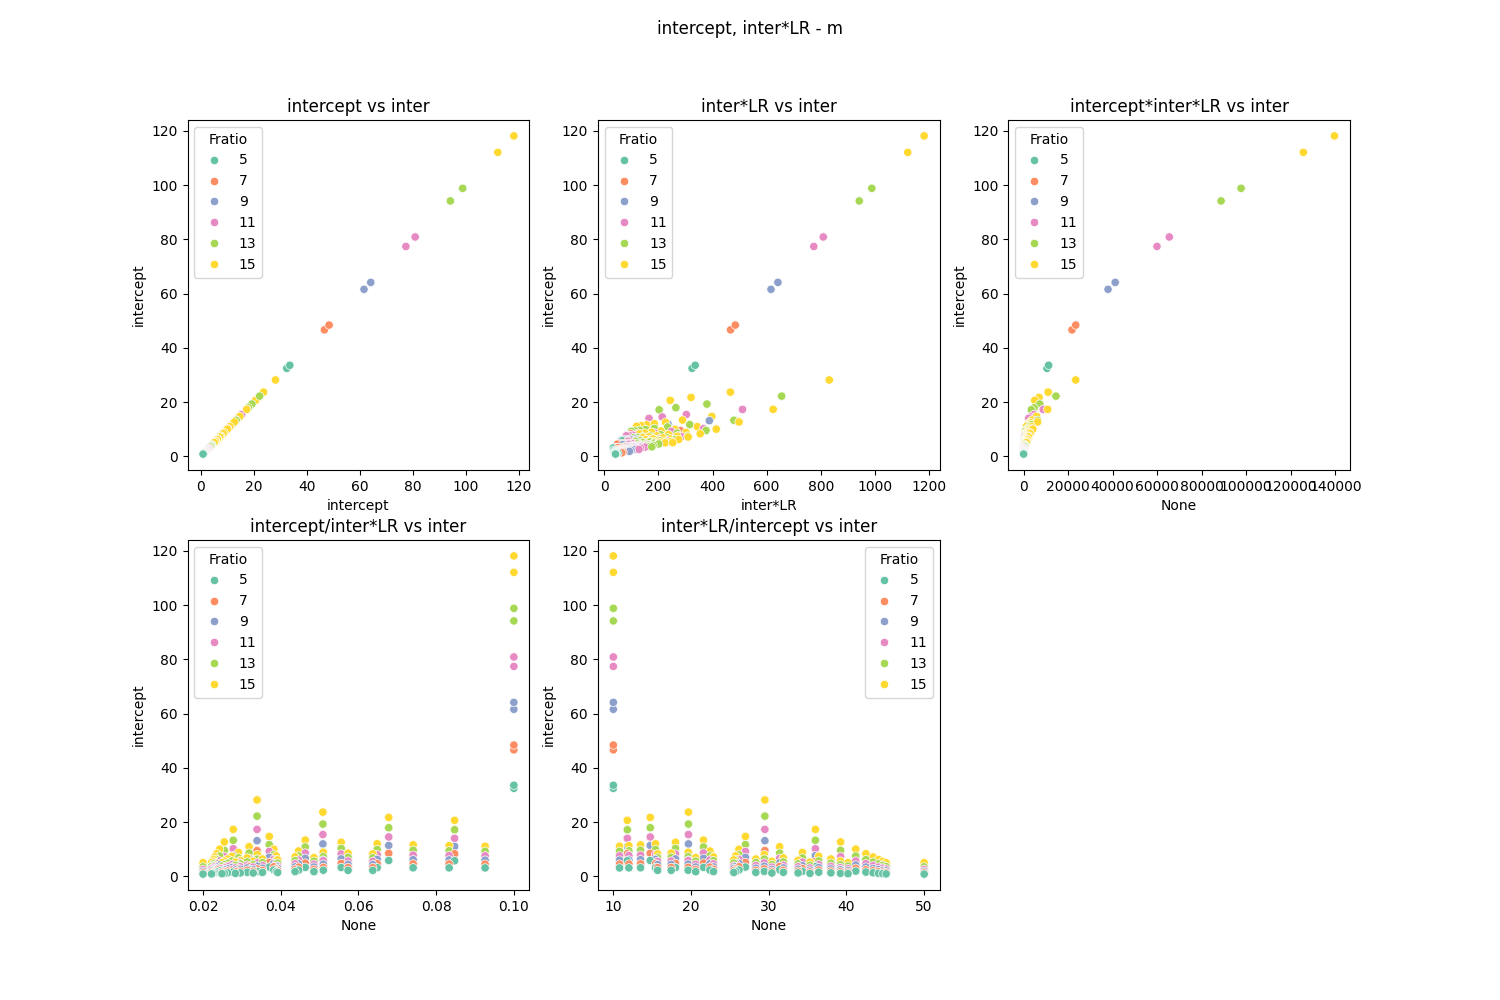 intercept, inter*LR - m
intercept vs inter
inter*LR vs inter
intercept*inter*LR vs inter
120
100
80
60
40
20
0
intercept
Fratio
5
7
9
11
13
15
0 20 40 60 80 100 120
intercept
120
100
80
60
40
20
0
intercept
Fratio
5
7
9
11
13
15
0 200 400 600 800 1000 1200
inter*LR
120
100
80
60
40
20
0
intercept
Fratio
5
7
9
11
13
15
0 20000 40000 60000 80000 100000 120000 140000
None
intercept/inter*LR vs inter
inter*LR/intercept vs inter
120
100
80
60
40
20
0
intercept
Fratio
5
7
9
11
13
15
0.02 0.04 0.06 0.08 0.10
None
120
100
80
60
40
20
0
intercept
Fratio
5
7
9
11
13
15
10 20 30 40 50
None